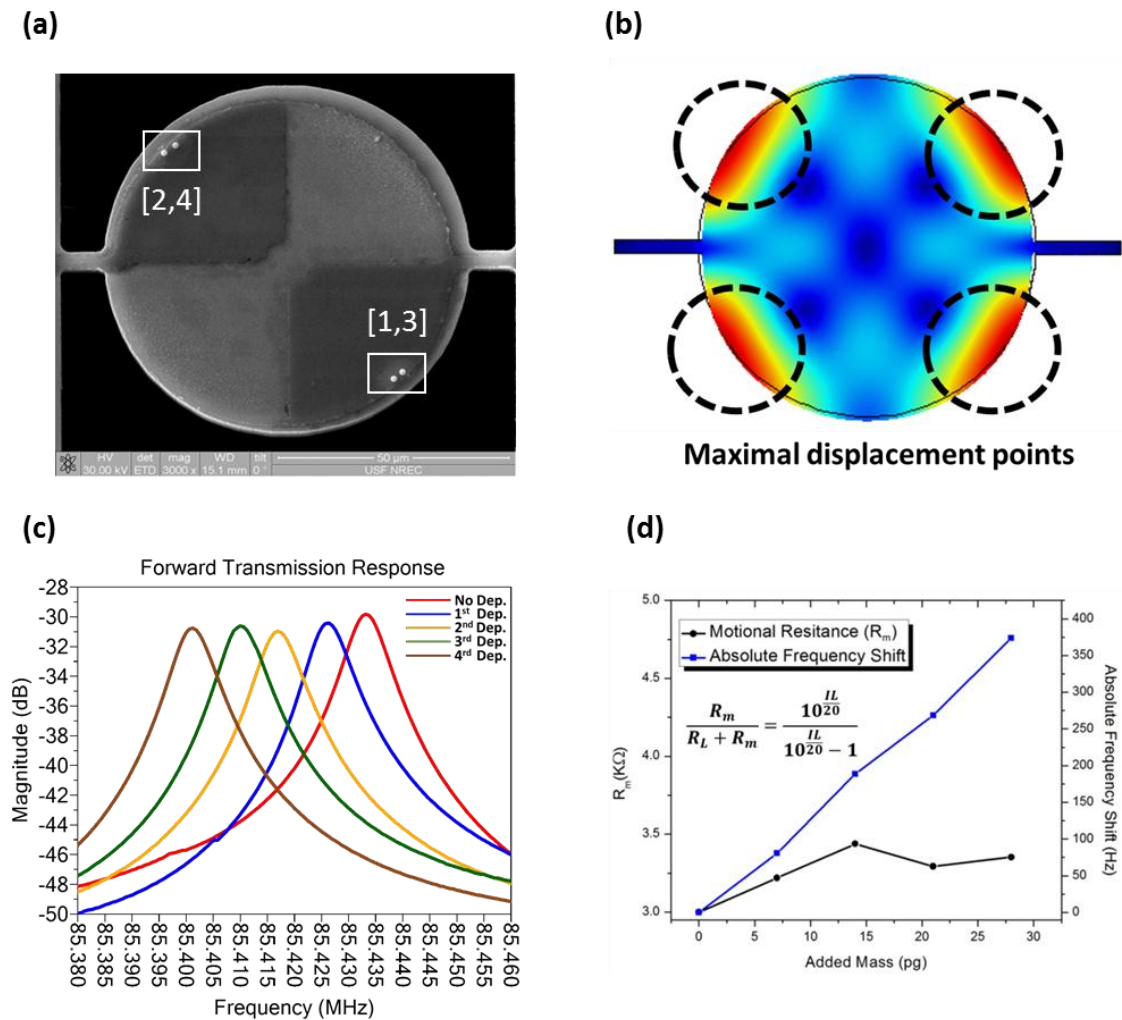 (a)
(b)
[2,4]
[1,3]
HV det mag WD tilt 50 µm
30.00 kV ETD 3000 x 15.1 mm 0 ° USF NREC
Maximal displacement points
(c)
(d)
Forward Transmission Response
-28
-30
-32
-34
-36
-38
-40
-42
-44
-46
-48
-50
Magnitude (dB)
No Dep.
1st Dep.
2nd Dep.
3rd Dep.
4rd Dep.
85.380
85.385
85.390
85.395
85.400
85.405
85.410
85.415
85.420
85.425
85.430
85.435
85.440
85.445
85.450
85.455
85.460
Frequency (MHz)
5.0
4.5
4.0
3.5
3.0
Rm(KΩ)
Motional Resitance (Rm)
Absolute Frequency Shift
Rm / (RL + Rm) = 10^(IL/20) / (10^(IL/20) − 1)
400
350
300
250
200
150
100
50
0
Absolute Frequency Shift (Hz)
0 5 10 15 20 25 30
Added Mass (pg)